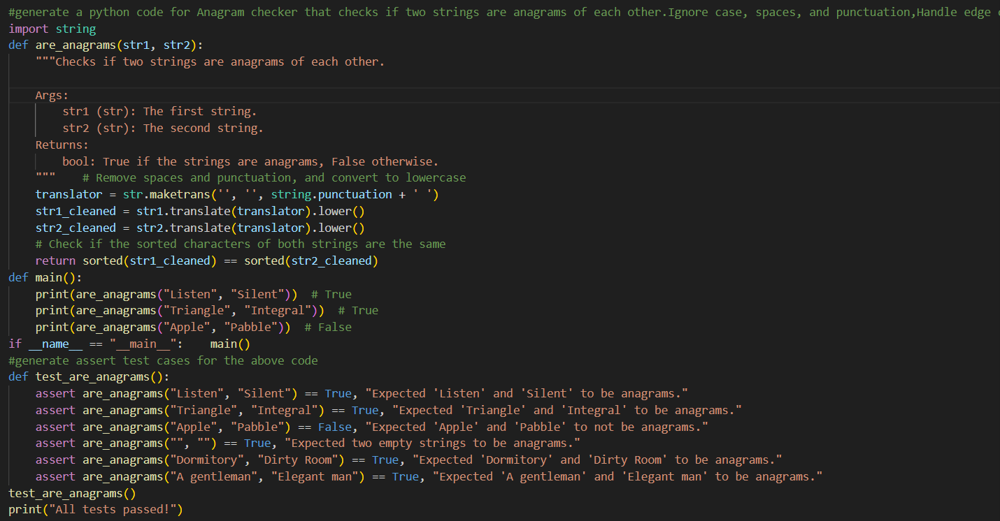 #generate a python code for Anagram checker that checks if two strings are anagrams of each other.Ignore case, spaces, and punctuation,Handle edge
import string
def are_anagrams(str1, str2):
    """Checks if two strings are anagrams of each other.

    Args:
        str1 (str): The first string.
        str2 (str): The second string.
    Returns:
        bool: True if the strings are anagrams, False otherwise.
    """    # Remove spaces and punctuation, and convert to lowercase
    translator = str.maketrans('', '', string.punctuation + ' ')
    str1_cleaned = str1.translate(translator).lower()
    str2_cleaned = str2.translate(translator).lower()
    # Check if the sorted characters of both strings are the same
    return sorted(str1_cleaned) == sorted(str2_cleaned)
def main():
    print(are_anagrams("Listen", "Silent"))  # True
    print(are_anagrams("Triangle", "Integral"))  # True
    print(are_anagrams("Apple", "Pabble"))  # False
if __name__ == "__main__":    main()
#generate assert test cases for the above code
def test_are_anagrams():
    assert are_anagrams("Listen", "Silent") == True, "Expected 'Listen' and 'Silent' to be anagrams."
    assert are_anagrams("Triangle", "Integral") == True, "Expected 'Triangle' and 'Integral' to be anagrams."
    assert are_anagrams("Apple", "Pabble") == False, "Expected 'Apple' and 'Pabble' to not be anagrams."
    assert are_anagrams("", "") == True, "Expected two empty strings to be anagrams."
    assert are_anagrams("Dormitory", "Dirty Room") == True, "Expected 'Dormitory' and 'Dirty Room' to be anagrams."
    assert are_anagrams("A gentleman", "Elegant man") == True, "Expected 'A gentleman' and 'Elegant man' to be anagrams."
test_are_anagrams()
print("All tests passed!")